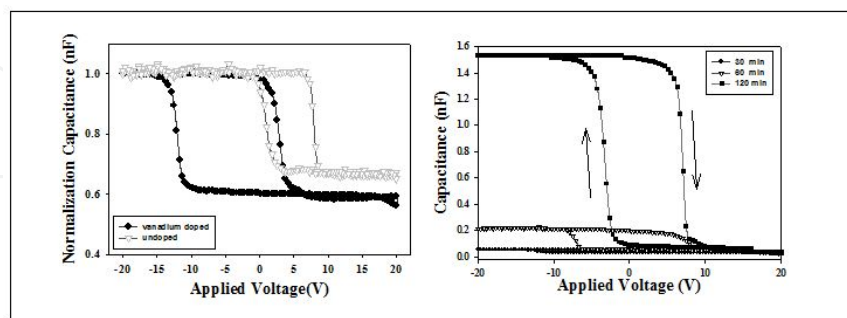 Normalization Capacitance (nF)
1.0
0.8
0.6
0.4
-20 -15 -10 -5 0 5 10 15 20
Applied Voltage(V)
vanadium doped
undoped
Capacitance (nF)
1.6
1.4
1.2
1.0
0.8
0.6
0.4
0.2
0.0
-20 -10 0 10 20
Applied Voltage (V)
30 min
60 min
120 min